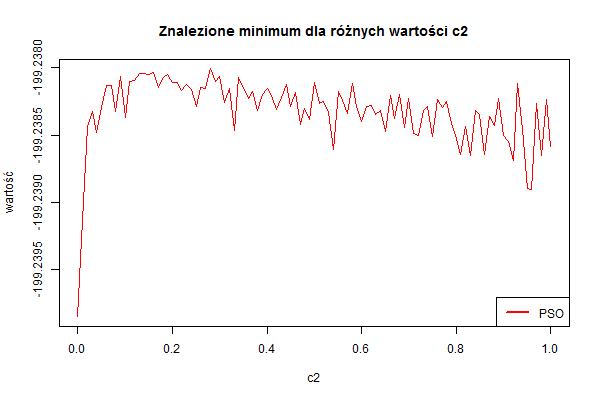 Znalezione minimum dla różnych wartości c2
-199.2380
-199.2385
-199.2390
-199.2395
wartość
PSO
0.0 0.2 0.4 0.6 0.8 1.0
c2